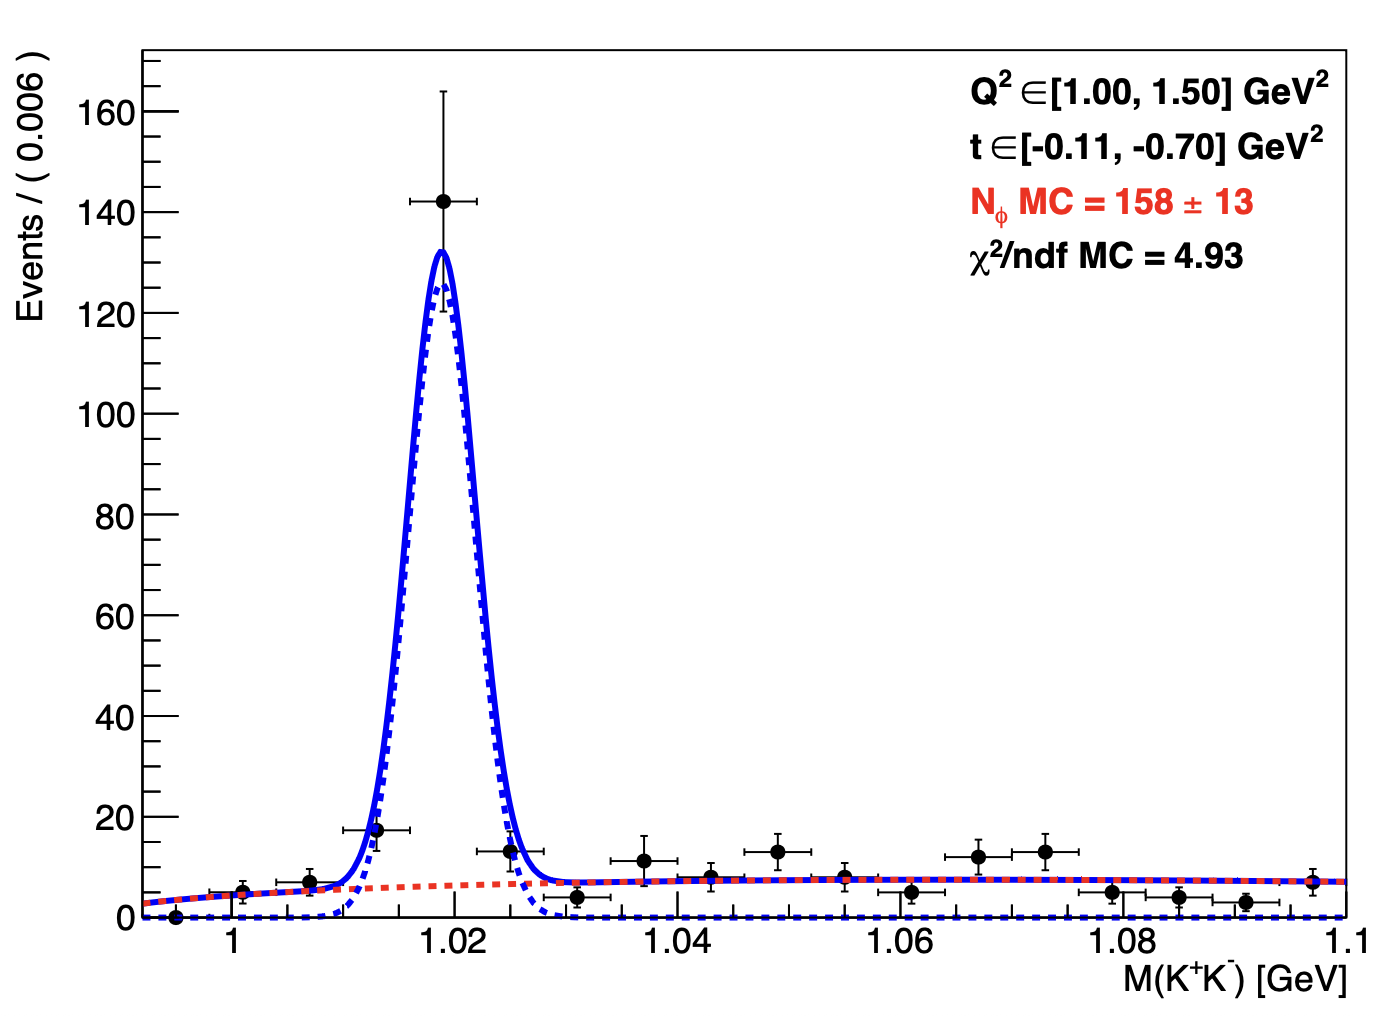 Events / ( 0.006 )
Q² ∈[1.00, 1.50] GeV²
t ∈[-0.11, -0.70] GeV²
N_ϕ MC = 158 ± 13
χ²/ndf MC = 4.93
160
140
120
100
80
60
40
20
0
1 1.02 1.04 1.06 1.08 1.1
M(K⁺K⁻) [GeV]